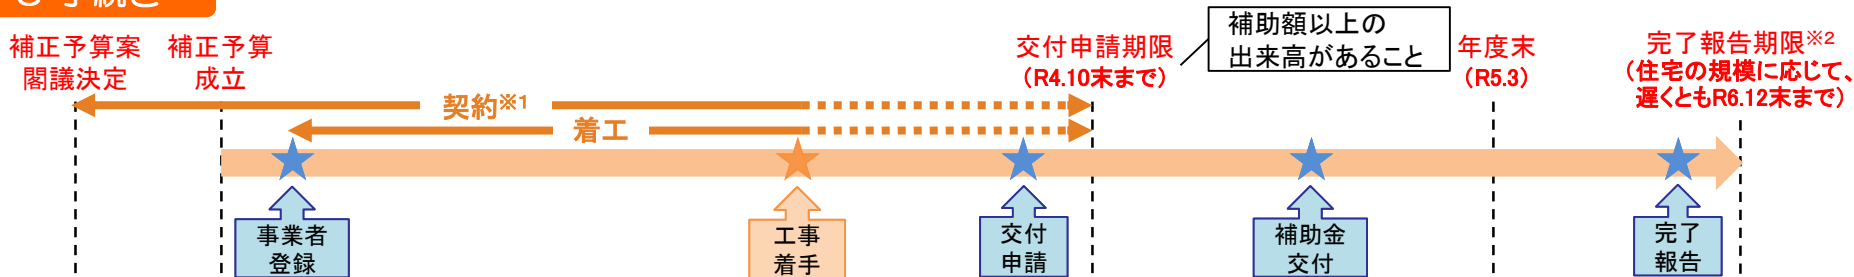 補正予算案
閣議決定
補正予算
成立
交付申請期限
（R4.10末まで）
補助額以上の
出来高があること
年度末
（R5.3）
完了報告期限※2
（住宅の規模に応じて、
遅くともR6.12末まで）
契約※1
着工
事業者
登録
工事
着手
交付
申請
補助金
交付
完了
報告